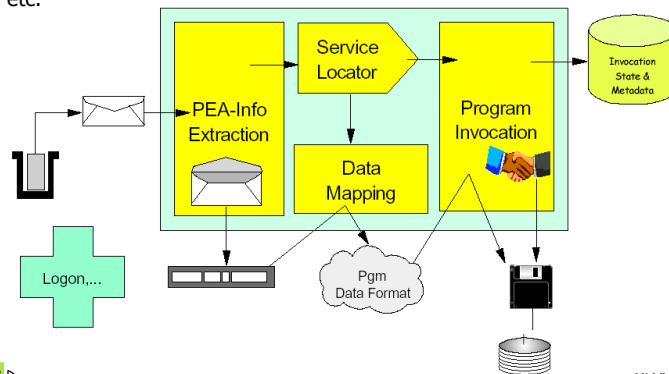 etc.
Service
Locator
PEA-Info
Extraction
Program
Invocation
Data
Mapping
Invocation
State &
Metadata
Logon,...
Pgm
Data Format